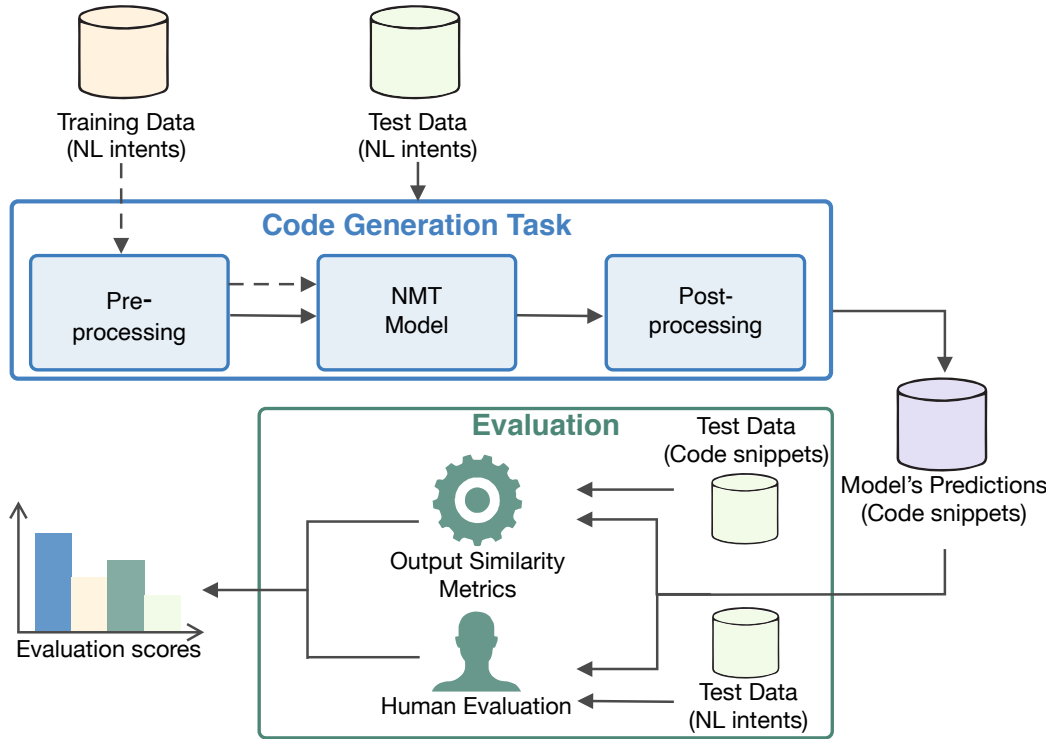 Training Data
(NL intents)
Test Data
(NL intents)
Code Generation Task
Pre-
processing
NMT
Model
Post-
processing
Model's Predictions
(Code snippets)
Evaluation
Test Data
(Code snippets)
Output Similarity
Metrics
Human Evaluation
Test Data
(NL intents)
Evaluation scores